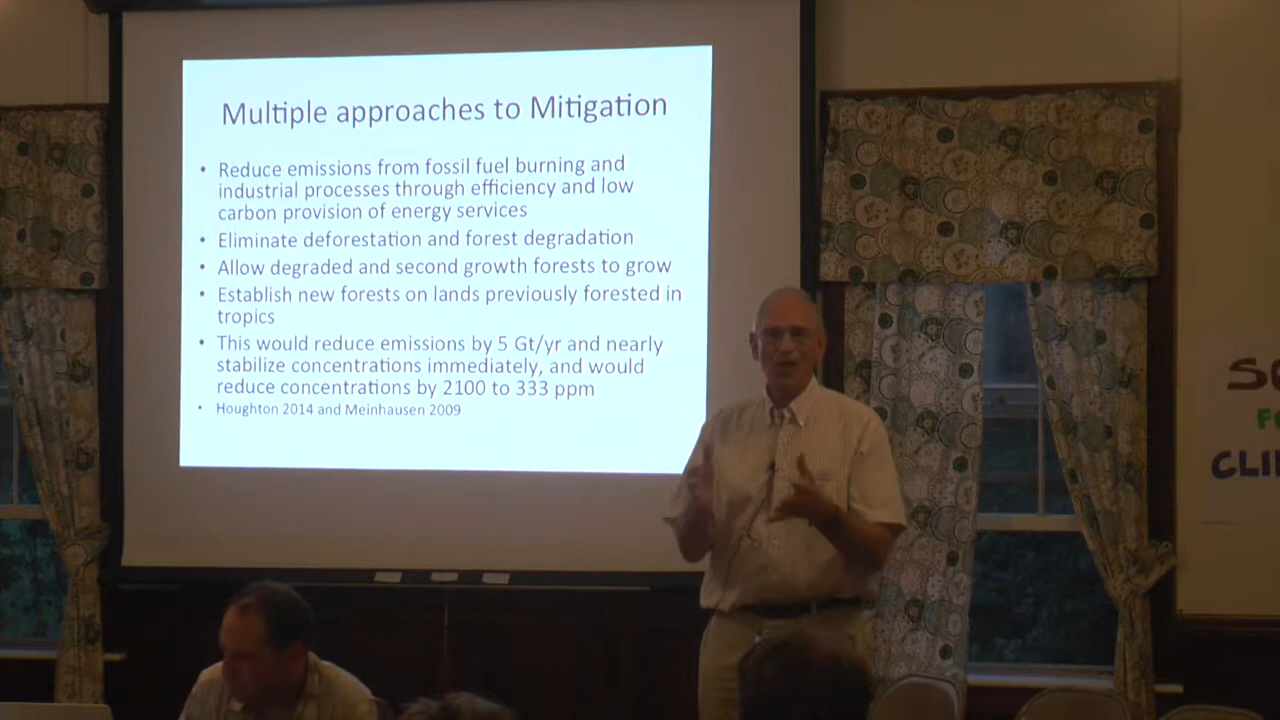 Multiple approaches to Mitigation
• Reduce emissions from fossil fuel burning and
industrial processes through efficiency and low
carbon provision of energy services
• Eliminate deforestation and forest degradation
• Allow degraded and second growth forests to grow
• Establish new forests on lands previously forested in
tropics
• This would reduce emissions by 5 Gt/yr and nearly
stabilize concentrations immediately, and would
reduce concentrations by 2100 to 333 ppm
• Houghton 2014 and Meinhausen 2009